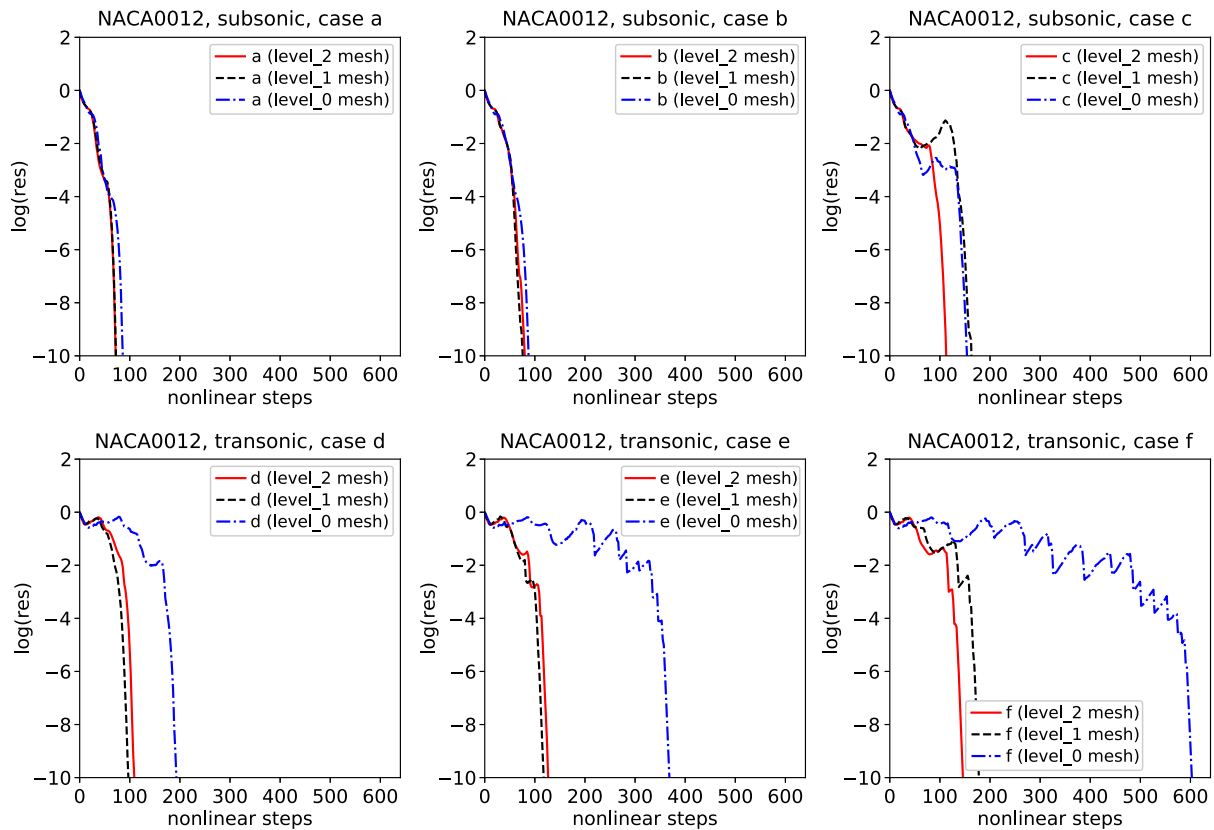 NACA0012, subsonic, case a
2
0
−2
−4
−6
−8
−10
log(res)
a (level_2 mesh)
a (level_1 mesh)
a (level_0 mesh)
0 100 200 300 400 500 600
nonlinear steps
NACA0012, subsonic, case b
2
0
−2
−4
−6
−8
−10
log(res)
b (level_2 mesh)
b (level_1 mesh)
b (level_0 mesh)
0 100 200 300 400 500 600
nonlinear steps
NACA0012, subsonic, case c
2
0
−2
−4
−6
−8
−10
log(res)
c (level_2 mesh)
c (level_1 mesh)
c (level_0 mesh)
0 100 200 300 400 500 600
nonlinear steps
NACA0012, transonic, case d
2
0
−2
−4
−6
−8
−10
log(res)
d (level_2 mesh)
d (level_1 mesh)
d (level_0 mesh)
0 100 200 300 400 500 600
nonlinear steps
NACA0012, transonic, case e
2
0
−2
−4
−6
−8
−10
log(res)
e (level_2 mesh)
e (level_1 mesh)
e (level_0 mesh)
0 100 200 300 400 500 600
nonlinear steps
NACA0012, transonic, case f
2
0
−2
−4
−6
−8
−10
log(res)
f (level_2 mesh)
f (level_1 mesh)
f (level_0 mesh)
0 100 200 300 400 500 600
nonlinear steps